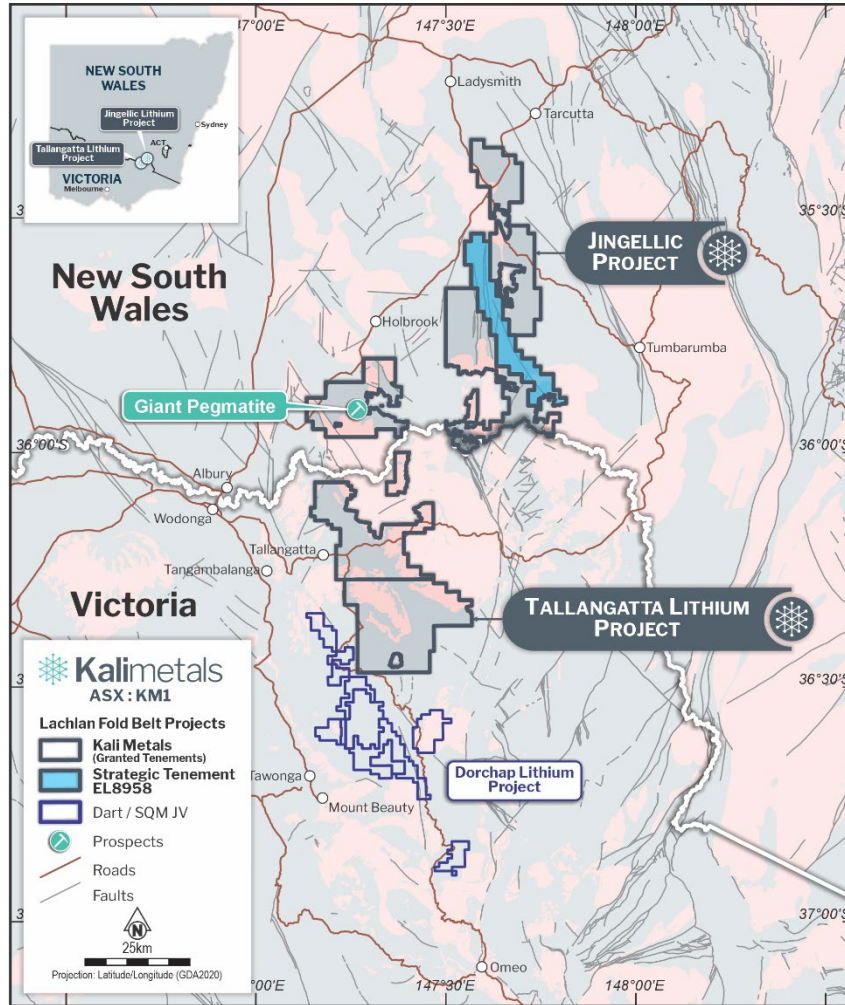 147°00'E
147°30'E
148°00'E
NEW SOUTH
WALES
Jingellic Lithium
Project
Sydney
ACT
Tallangatta Lithium
Project
VICTORIA
Melbourne
Ladysmith
Tarcutta
35°30'S
JINGELLIC
PROJECT
New South
Wales
Holbrook
Tumbarumba
Giant Pegmatite
36°00'S
36°00'S
Albury
Wodonga
Tallangatta
Tangambalanga
Victoria
TALLANGATTA LITHIUM
PROJECT
36°30'S
Kalimetals
ASX : KM1
Lachlan Fold Belt Projects
Kali Metals
(Granted Tenements)
Strategic Tenement
EL8958
Dart / SQM JV
Prospects
Roads
Faults
N
25km
Projection: Latitude/Longitude (GDA2020)
Tawonga
Mount Beauty
Dorchap Lithium
Project
37°00'S
Omeo
147°30'E
148°00'E